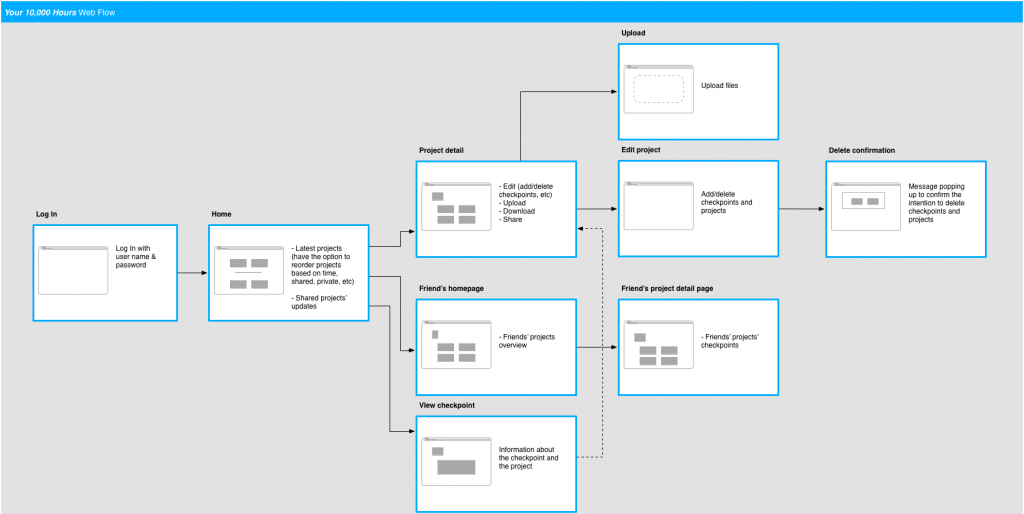 Your 10,000 Hours Web Flow
Upload
Upload files
Project detail
- Edit (add/delete
checkpoints, etc)
- Upload
- Download
- Share
Edit project
Add/delete
checkpoints and
projects
Delete confirmation
Message popping
up to confirm the
intention to delete
checkpoints and
projects
Log In
Log In with
user name &
password
Home
- Latest projects
(have the option to
reorder projects
based on time,
shared, private, etc)
- Shared projects'
updates
Friend's homepage
- Friends' projects
overview
Friend's project detail page
- Friends' projects'
checkpoints
View checkpoint
Information about
the checkpoint and
the project